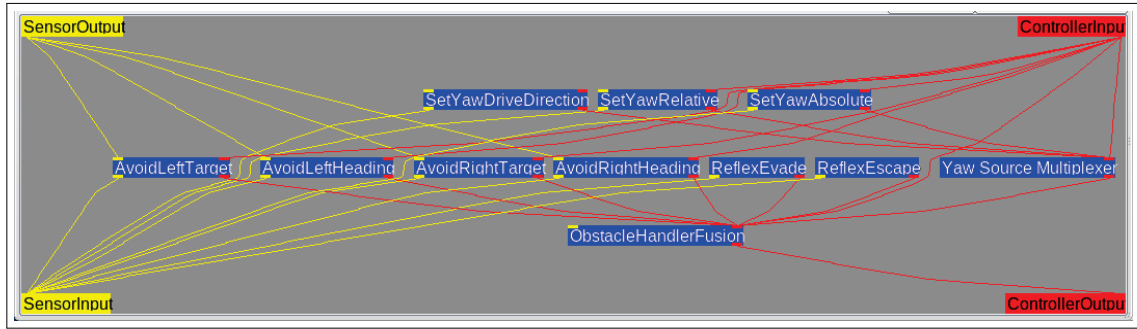 SensorOutput
ControllerInpu
SetYawDriveDirection
SetYawRelative
SetYawAbsolute
AvoidLeftTarget
AvoidLeftHeading
AvoidRightTarget
AvoidRightHeading
ReflexEvade
ReflexEscape
Yaw Source Multiplexer
ObstacleHandlerFusion
SensorInput
ControllerOutpu